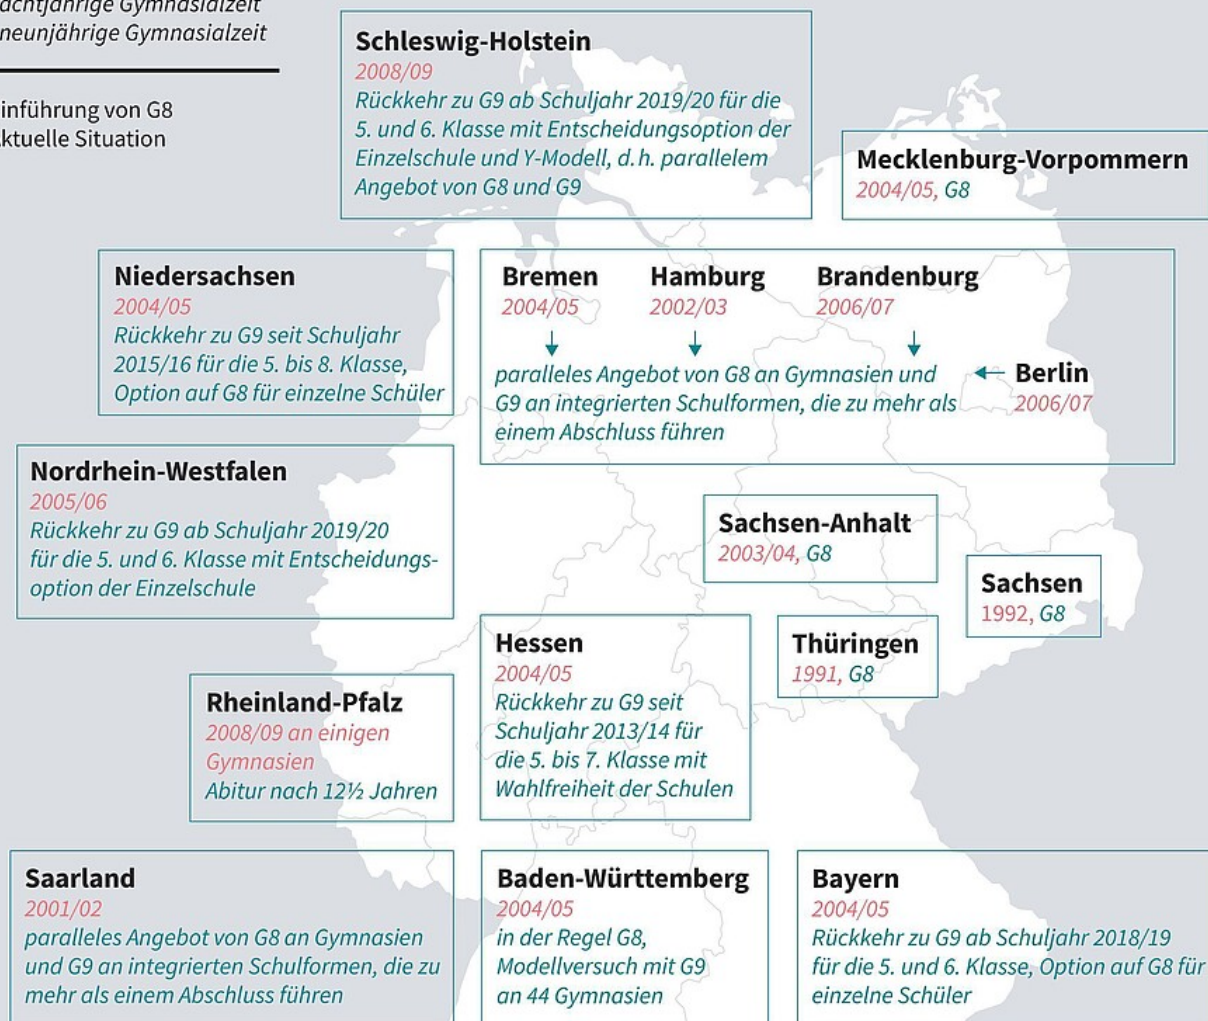 achtjährige Gymnasialzeit
neunjährige Gymnasialzeit
inführung von G8
ktuelle Situation
Schleswig-Holstein
2008/09
Rückkehr zu G9 ab Schuljahr 2019/20 für die
5. und 6. Klasse mit Entscheidungsoption der
Einzelschule und Y-Modell, d. h. parallelem
Angebot von G8 und G9
Mecklenburg-Vorpommern
2004/05, G8
Niedersachsen
2004/05
Rückkehr zu G9 seit Schuljahr
2015/16 für die 5. bis 8. Klasse,
Option auf G8 für einzelne Schüler
Bremen
2004/05
Hamburg
2002/03
Brandenburg
2006/07
Berlin
2006/07
paralleles Angebot von G8 an Gymnasien und
G9 an integrierten Schulformen, die zu mehr als
einem Abschluss führen
Nordrhein-Westfalen
2005/06
Rückkehr zu G9 ab Schuljahr 2019/20
für die 5. und 6. Klasse mit Entscheidungs-
option der Einzelschule
Sachsen-Anhalt
2003/04, G8
Sachsen
1992, G8
Hessen
2004/05
Rückkehr zu G9 seit
Schuljahr 2013/14 für
die 5. bis 7. Klasse mit
Wahlfreiheit der Schulen
Thüringen
1991, G8
Rheinland-Pfalz
2008/09 an einigen
Gymnasien
Abitur nach 12½ Jahren
Saarland
2001/02
paralleles Angebot von G8 an Gymnasien
und G9 an integrierten Schulformen, die zu
mehr als einem Abschluss führen
Baden-Württemberg
2004/05
in der Regel G8,
Modellversuch mit G9
an 44 Gymnasien
Bayern
2004/05
Rückkehr zu G9 ab Schuljahr 2018/19
für die 5. und 6. Klasse, Option auf G8 für
einzelne Schüler